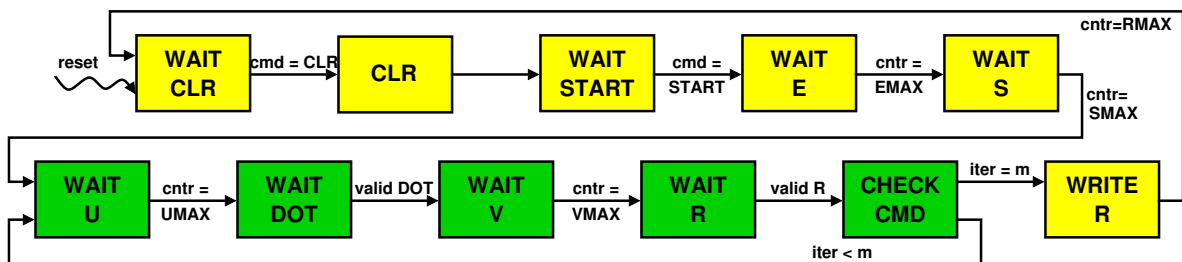 cntr=RMAX
reset
WAIT
CLR
cmd = CLR
CLR
WAIT
START
cmd =
START
WAIT
E
cntr =
EMAX
WAIT
S
cntr=
SMAX
WAIT
U
cntr =
UMAX
WAIT
DOT
valid DOT
WAIT
V
cntr =
VMAX
WAIT
R
valid R
CHECK
CMD
iter = m
iter < m
WRITE
R